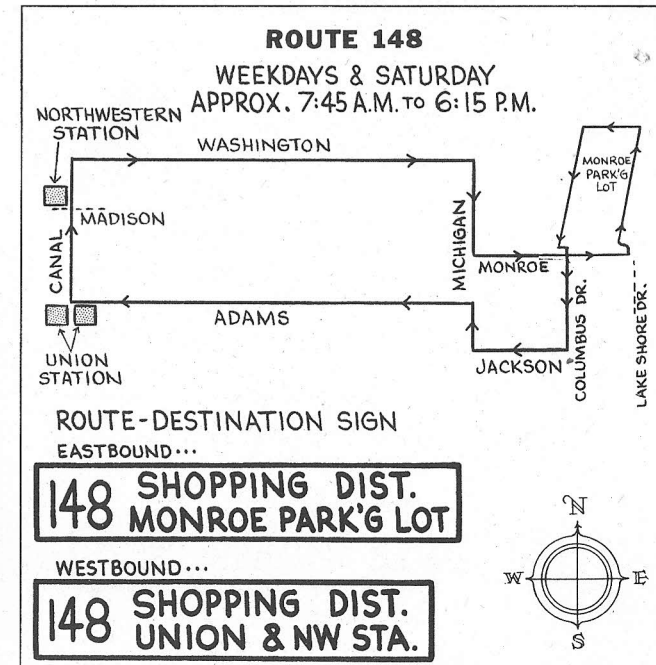 ROUTE 148
WEEKDAYS & SATURDAY
APPROX. 7:45 A.M. TO 6:15 P.M.
NORTHWESTERN
STATION
WASHINGTON
MONROE
PARK'G
LOT
MADISON
CANAL
MICHIGAN
MONROE
ADAMS
COLUMBUS DR.
LAKE SHORE DR.
UNION
STATION
JACKSON
ROUTE-DESTINATION SIGN
EASTBOUND...
148 SHOPPING DIST.
MONROE PARK'G LOT
WESTBOUND...
148 SHOPPING DIST.
UNION & NW STA.
N
W E
S